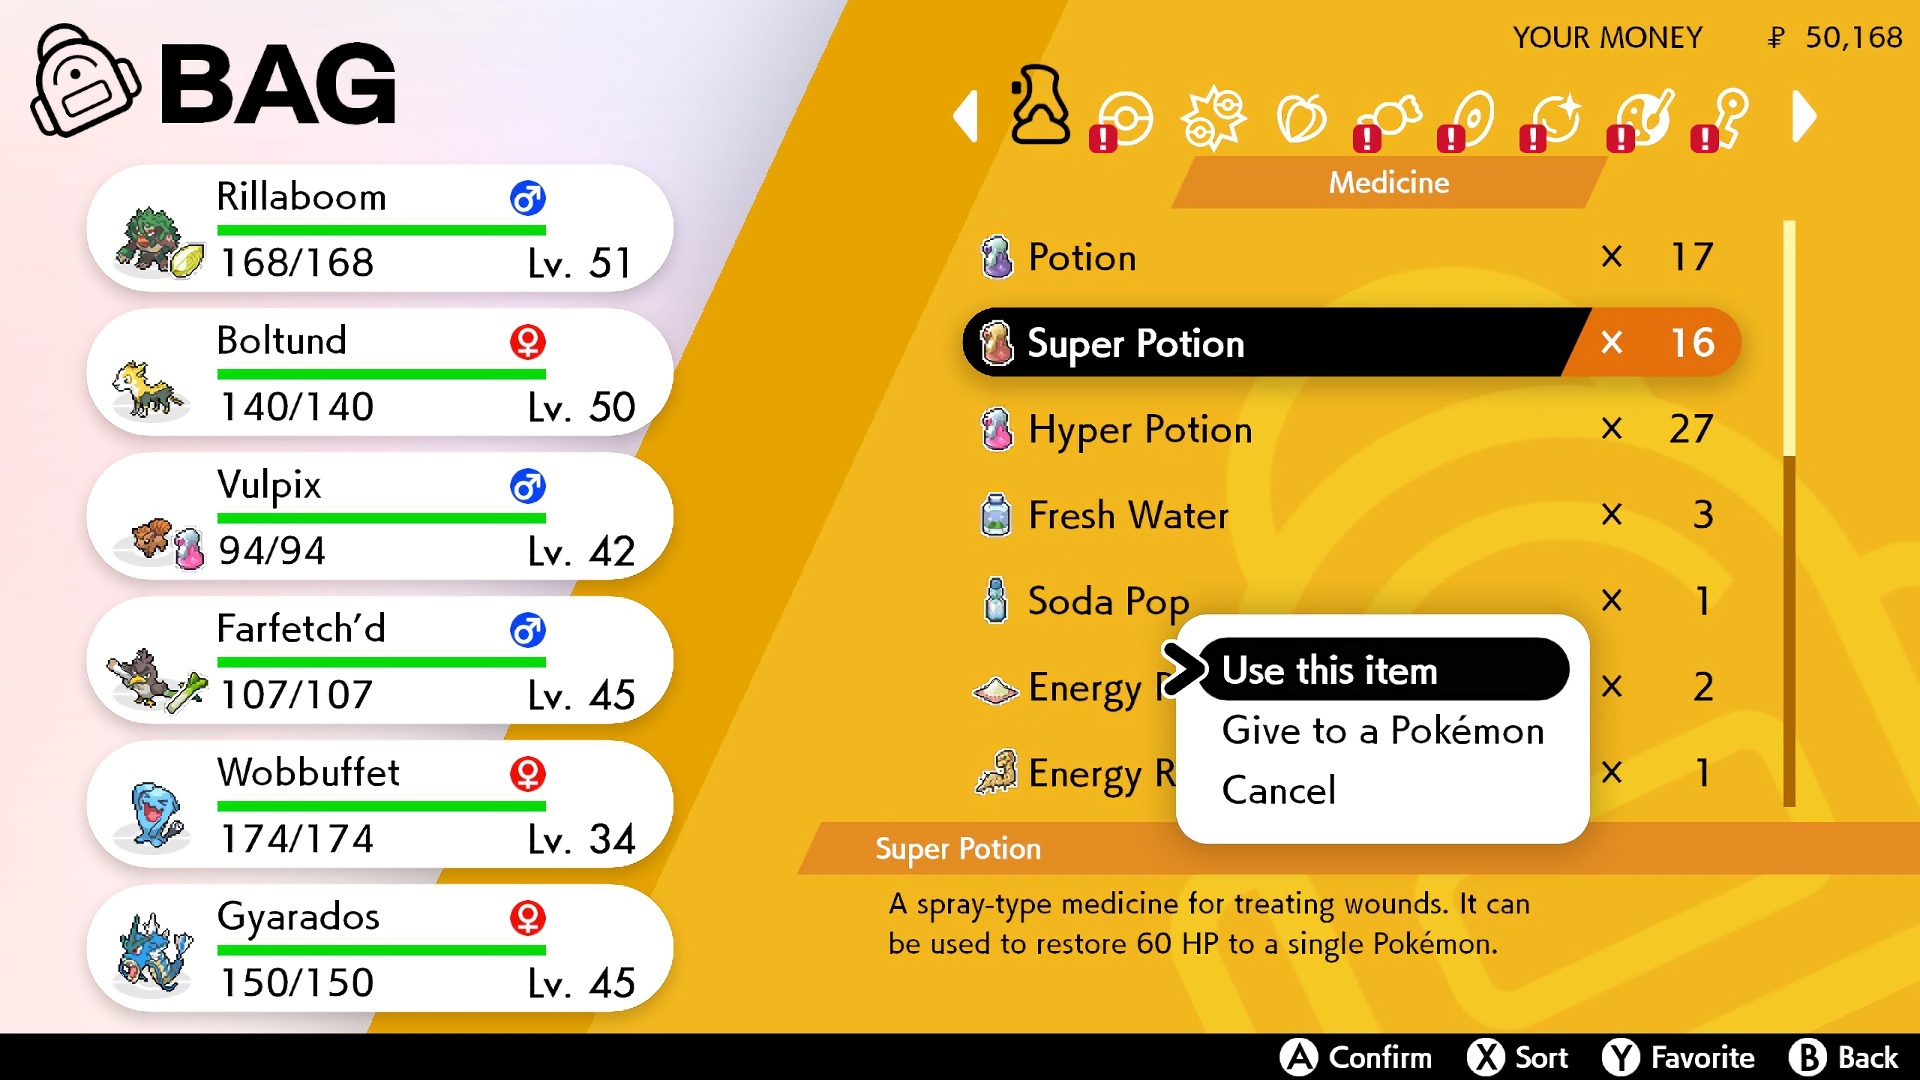 BAG
YOUR MONEY ₽ 50,168
Medicine
Rillaboom ♂
168/168 Lv. 51
Boltund ♀
140/140 Lv. 50
Vulpix ♂
94/94 Lv. 42
Farfetch’d ♂
107/107 Lv. 45
Wobbuffet ♀
174/174 Lv. 34
Gyarados ♀
150/150 Lv. 45
Potion × 17
Super Potion × 16
Hyper Potion × 27
Fresh Water × 3
Soda Pop × 1
Energy × 2
Energy R × 1
Use this item
Give to a Pokémon
Cancel
Super Potion
A spray-type medicine for treating wounds. It can
be used to restore 60 HP to a single Pokémon.
A Confirm X Sort Y Favorite B Back